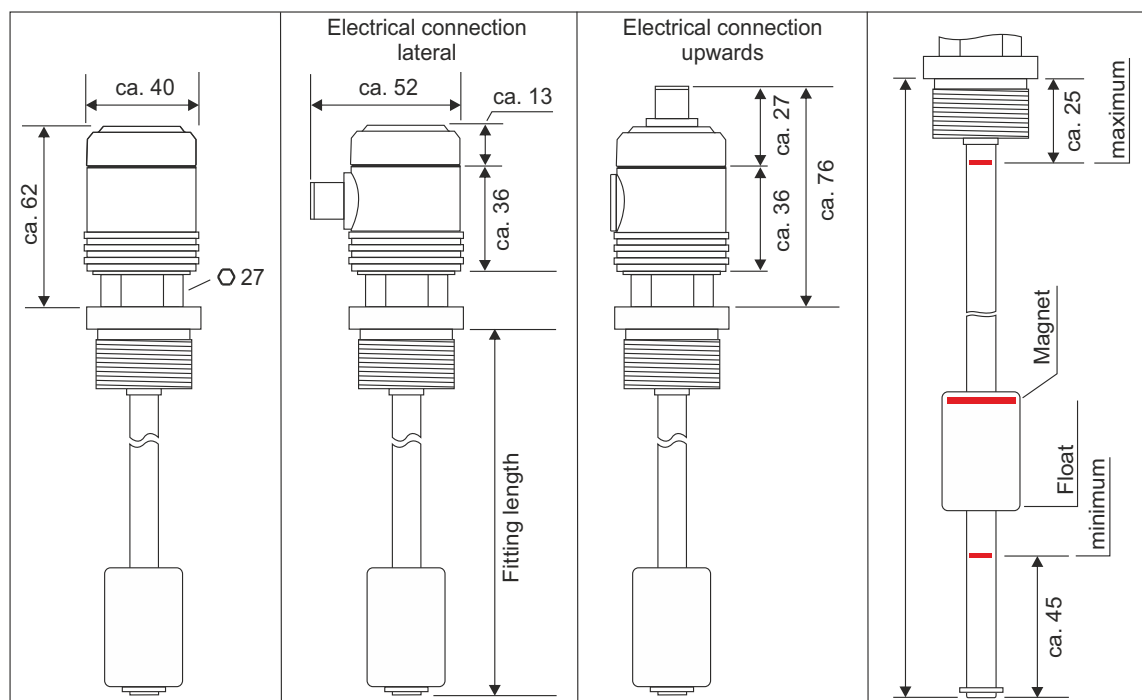 ca. 40
ca. 62
27
Electrical connection
lateral
ca. 52
ca. 13
ca. 36
Fitting length
Electrical connection
upwards
ca. 27
ca. 36
ca. 76
ca. 25
maximum
Magnet
Float
minimum
ca. 45